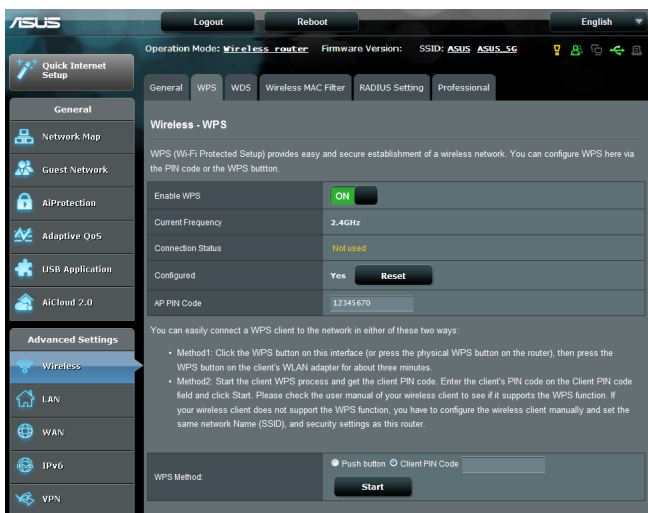 ASUS
Logout Reboot English
Operation Mode: Wireless router Firmware Version: SSID: ASUS ASUS_5G
Quick Internet
Setup
General WPS WDS Wireless MAC Filter RADIUS Setting Professional
General
Network Map
Guest Network
AiProtection
Adaptive QoS
USB Application
AiCloud 2.0
Advanced Settings
Wireless
LAN
WAN
IPv6
VPN
Wireless - WPS
WPS (Wi-Fi Protected Setup) provides easy and secure establishment of a wireless network. You can configure WPS here via
the PIN code or the WPS buttton.
Enable WPS ON
Current Frequency 2.4GHz
Connection Status Not used
Configured Yes Reset
AP PIN Code 12345670
You can easily connect a WPS client to the network in either of these two ways:
• Method1: Click the WPS button on this interface (or press the physical WPS button on the router), then press the
WPS button on the client's WLAN adapter for about three minutes.
• Method2: Start the client WPS process and get the client PIN code. Enter the client's PIN code on the Client PIN code
field and click Start. Please check the user manual of your wireless client to see if it supports the WPS function. If
your wireless client does not support the WPS function, you have to configure the wireless client manually and set the
same network Name (SSID), and security settings as this router.
WPS Method: Push button Client PIN Code
Start